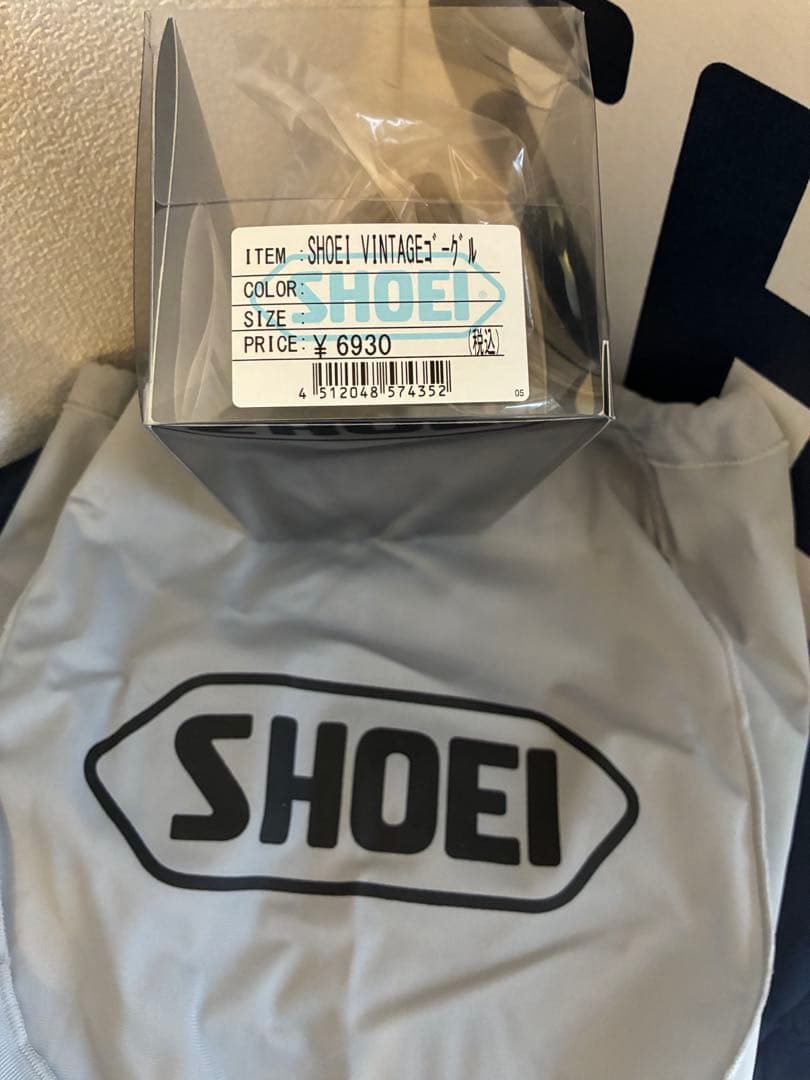 ITEM :SHOEI VINTAGEｺﾞｰｸﾞﾙ
SHOEI
COLOR:
SIZE :
PRICE:¥ 6930 (税込)
4 512048 574352
05
SHOEI